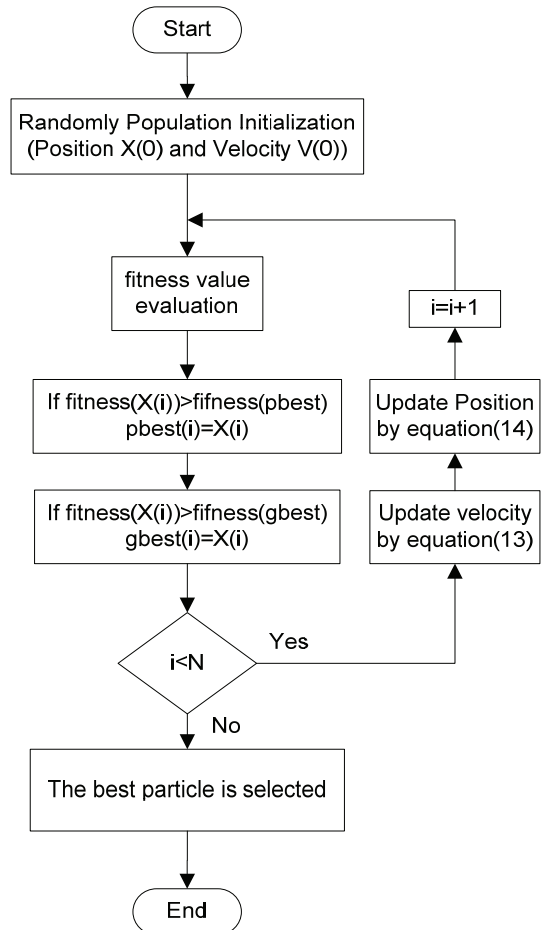 Start
Randomly Population Initialization
(Position X(0) and Velocity V(0))
fitness value
evaluation
i=i+1
If fitness(X(i))>fifness(pbest)
pbest(i)=X(i)
Update Position
by equation(14)
If fitness(X(i))>fifness(gbest)
gbest(i)=X(i)
Update velocity
by equation(13)
i<N
Yes
No
The best particle is selected
End